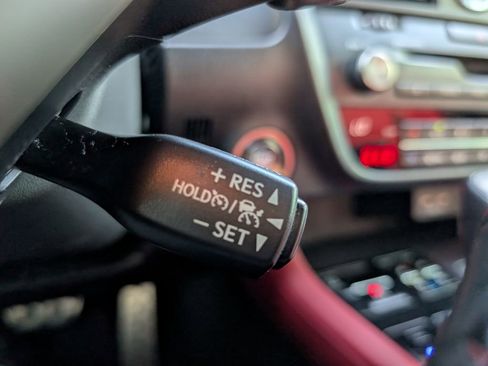 + RES
HOLD /
– SET